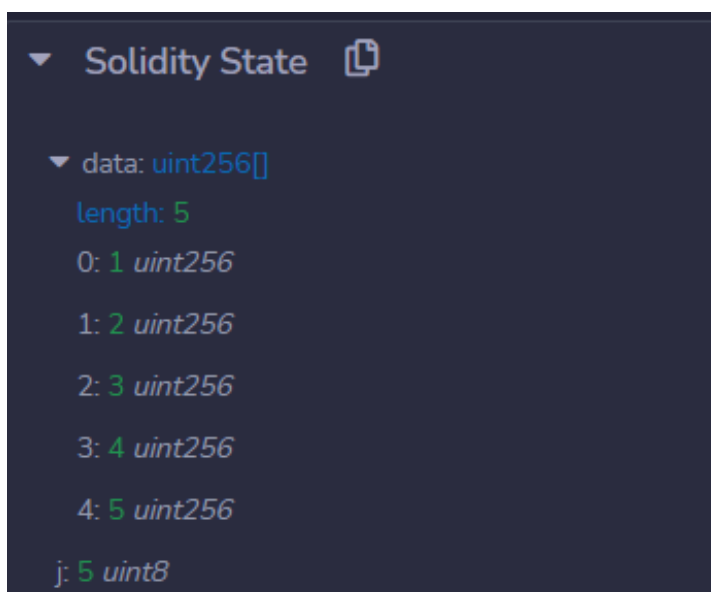 Solidity State
data: uint256[]
length: 5
0: 1 uint256
1: 2 uint256
2: 3 uint256
3: 4 uint256
4: 5 uint256
j: 5 uint8